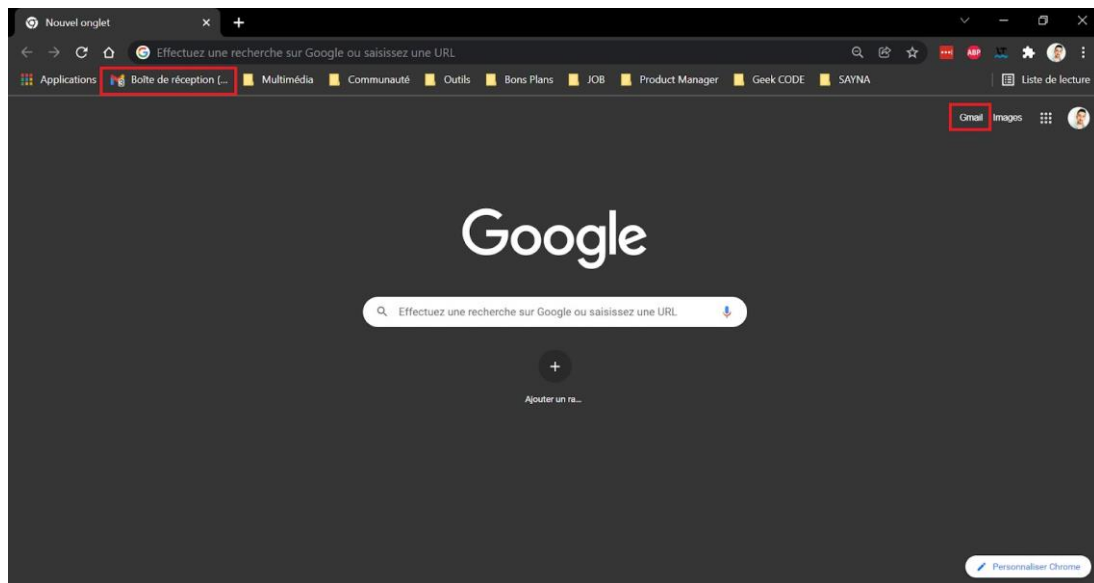 Nouvel onglet
Effectuez une recherche sur Google ou saisissez une URL
ABP
Applications Boîte de réception (... Multimédia Communauté Outils Bons Plans JOB Product Manager Geek CODE SAYNA Liste de lecture
Gmail Images
Google
Effectuez une recherche sur Google ou saisissez une URL
Ajouter un ra...
Personnaliser Chrome